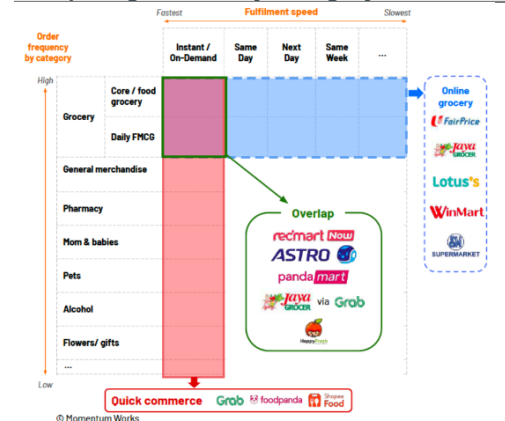 Fastest
Fulfilment speed
Slowest
Order
frequency
by category
Instant /
On-Demand
Same
Day
Next
Day
Same
Week
...
High
Grocery
Core / food
grocery
Daily FMCG
Online
grocery
FairPrice
Jaya
GROCER
Lotus's
WinMart
SUPERMARKET
General merchandise
Pharmacy
Mom & babies
Pets
Alcohol
Flowers/ gifts
...
Low
Overlap
redmart Now
ASTRO
pandamart
Jaya
GROCER
via Grab
HappyFresh
Quick commerce
Grab
foodpanda
Shopee
Food
© Momentum Works